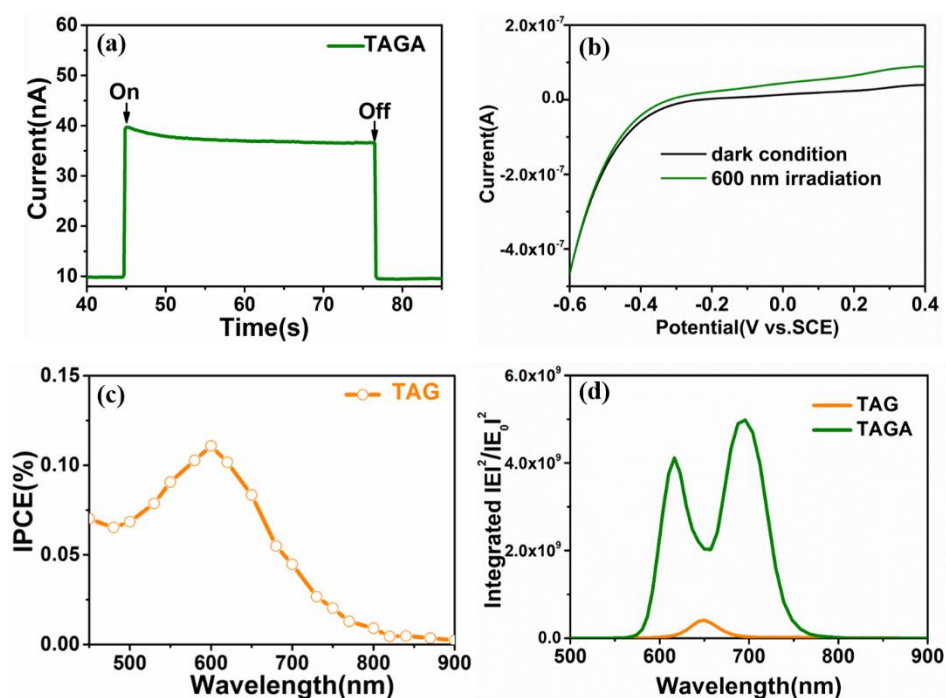 (a)
TAGA
On
Off
60
50
40
30
20
10
Current(nA)
40 50 60 70 80
Time(s)
(b)
2.0x10⁻⁷
0.0
-2.0x10⁻⁷
-4.0x10⁻⁷
Current(A)
dark condition
600 nm irradiation
-0.6 -0.4 -0.2 0.0 0.2 0.4
Potential(V vs.SCE)
(c)
TAG
0.15
0.10
0.05
0.00
IPCE(%)
500 600 700 800 900
Wavelength(nm)
(d)
TAG
TAGA
6.0x10⁹
4.0x10⁹
2.0x10⁹
0.0
Integrated IEI²/IE₀I²
500 600 700 800 900
Wavelength(nm)